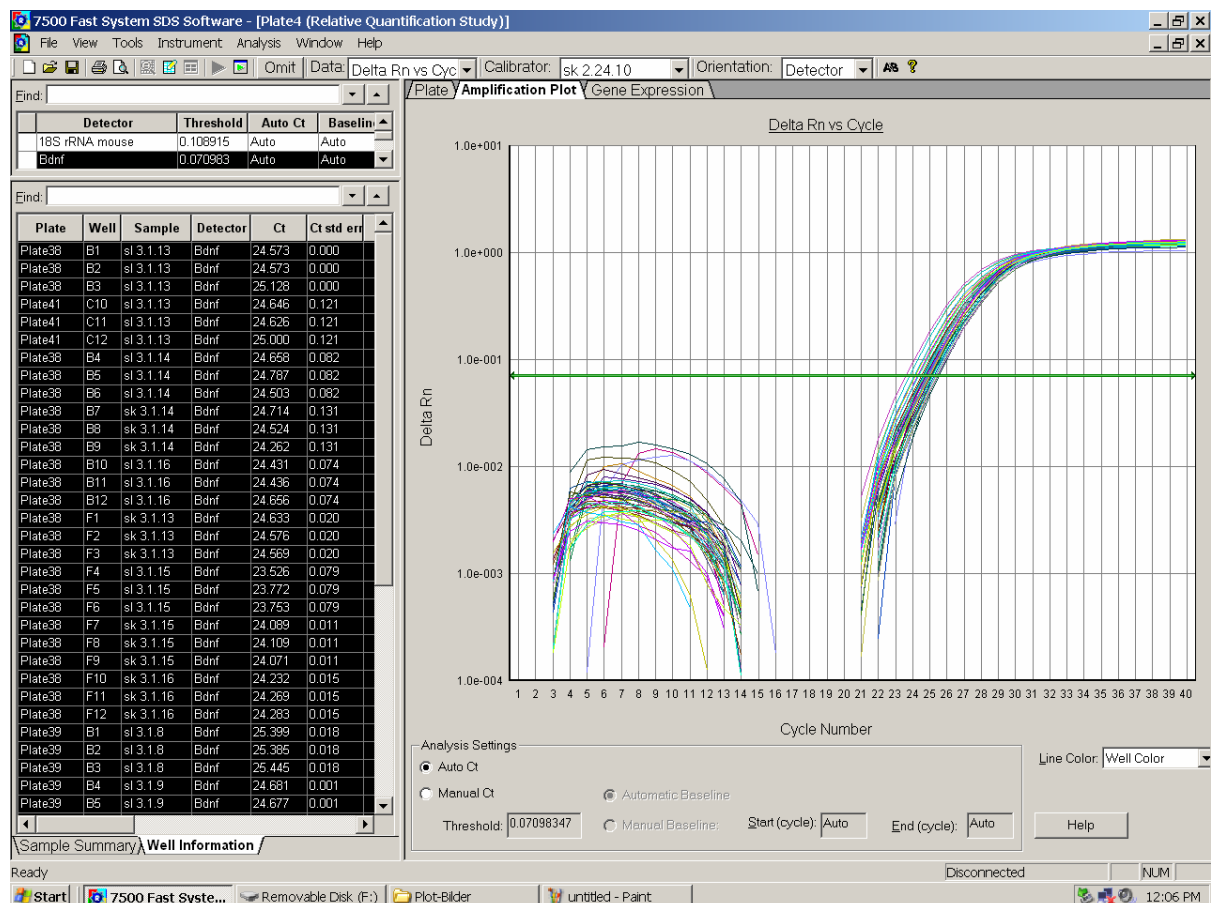 7500 Fast System SDS Software - [Plate4 (Relative Quantification Study)]
File View Tools Instrument Analysis Window Help
Omit Data: Delta Rn vs Cyc Calibrator: sk 2.24.10 Orientation: Detector
Find:
Detector Threshold Auto Ct Baselin
18S rRNA mouse 0.108915 Auto Auto
Bdnf 0.070983 Auto Auto
Find:
Plate Well Sample Detector Ct Ct std err
Plate38 B1 sl 3.1.13 Bdnf 24.573 0.000
Plate38 B2 sl 3.1.13 Bdnf 24.573 0.000
Plate38 B3 sl 3.1.13 Bdnf 25.128 0.000
Plate41 C10 sl 3.1.13 Bdnf 24.646 0.121
Plate41 C11 sl 3.1.13 Bdnf 24.626 0.121
Plate41 C12 sl 3.1.13 Bdnf 25.000 0.121
Plate38 B4 sl 3.1.14 Bdnf 24.658 0.082
Plate38 B5 sl 3.1.14 Bdnf 24.787 0.082
Plate38 B6 sl 3.1.14 Bdnf 24.503 0.082
Plate38 B7 sk 3.1.14 Bdnf 24.714 0.131
Plate38 B8 sk 3.1.14 Bdnf 24.524 0.131
Plate38 B9 sk 3.1.14 Bdnf 24.262 0.131
Plate38 B10 sl 3.1.16 Bdnf 24.431 0.074
Plate38 B11 sl 3.1.16 Bdnf 24.436 0.074
Plate38 B12 sl 3.1.16 Bdnf 24.656 0.074
Plate38 F1 sk 3.1.13 Bdnf 24.633 0.020
Plate38 F2 sk 3.1.13 Bdnf 24.576 0.020
Plate38 F3 sk 3.1.13 Bdnf 24.569 0.020
Plate38 F4 sl 3.1.15 Bdnf 23.526 0.079
Plate38 F5 sl 3.1.15 Bdnf 23.772 0.079
Plate38 F6 sl 3.1.15 Bdnf 23.753 0.079
Plate38 F7 sk 3.1.15 Bdnf 24.089 0.011
Plate38 F8 sk 3.1.15 Bdnf 24.109 0.011
Plate38 F9 sk 3.1.15 Bdnf 24.071 0.011
Plate38 F10 sk 3.1.16 Bdnf 24.232 0.015
Plate38 F11 sk 3.1.16 Bdnf 24.269 0.015
Plate38 F12 sk 3.1.16 Bdnf 24.283 0.015
Plate39 B1 sl 3.1.8 Bdnf 25.399 0.018
Plate39 B2 sl 3.1.8 Bdnf 25.385 0.018
Plate39 B3 sl 3.1.8 Bdnf 25.445 0.018
Plate39 B4 sl 3.1.9 Bdnf 24.681 0.001
Plate39 B5 sl 3.1.9 Bdnf 24.677 0.001
Sample Summary Well Information
Plate Amplification Plot Gene Expression
Delta Rn vs Cycle
1.0e+001
1.0e+000
1.0e-001
1.0e-002
1.0e-003
1.0e-004
Delta Rn
1 2 3 4 5 6 7 8 9 10 11 12 13 14 15 16 17 18 19 20 21 22 23 24 25 26 27 28 29 30 31 32 33 34 35 36 37 38 39 40
Cycle Number
Analysis Settings
Auto Ct
Manual Ct Automatic Baseline
Threshold: 0.07098347 Manual Baseline: Start (cycle): Auto End (cycle): Auto
Line Color: Well Color
Help
Ready Disconnected NUM
Start 7500 Fast Syste... Removable Disk (F:) Plot-Bilder untitled - Paint 12:06 PM